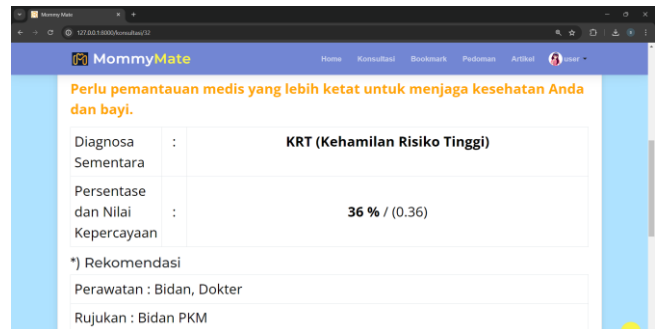 Mommy Mate
127.0.0.1:8000/konsultasi/32
MommyMate
Home Konsultasi Bookmark Pedoman Artikel user
Perlu pemantauan medis yang lebih ketat untuk menjaga kesehatan Anda
dan bayi.
Diagnosa
Sementara : KRT (Kehamilan Risiko Tinggi)
Persentase
dan Nilai : 36 % / (0.36)
Kepercayaan
*) Rekomendasi
Perawatan : Bidan, Dokter
Rujukan : Bidan PKM